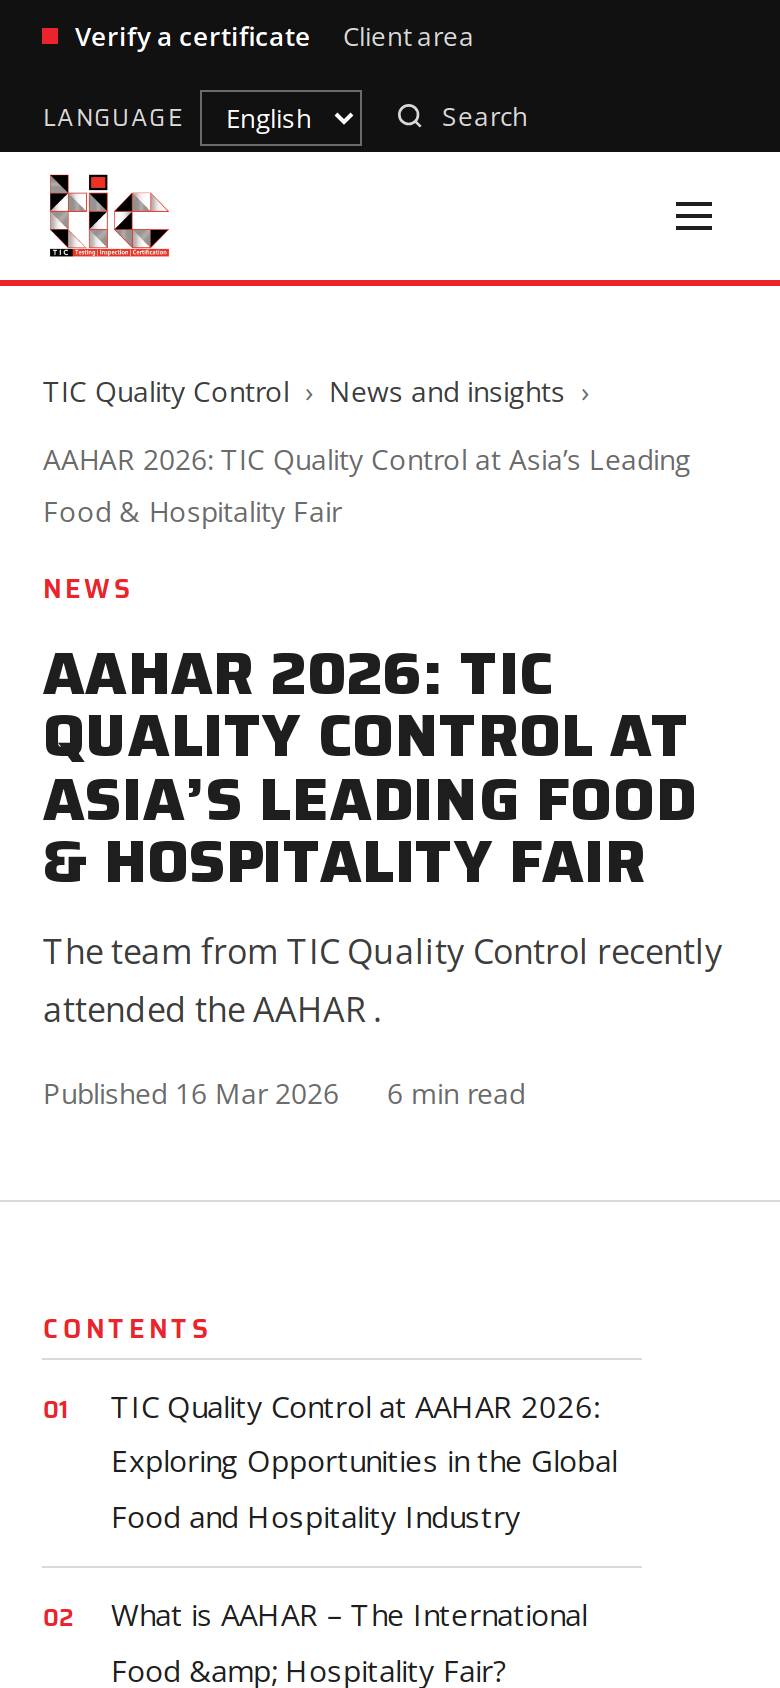 Verify a certificate Client area
LANGUAGE English Search
tic
TIC Testing | Inspection | Certification
TIC Quality Control › News and insights ›
AAHAR 2026: TIC Quality Control at Asia’s Leading
Food & Hospitality Fair
NEWS
AAHAR 2026: TIC
QUALITY CONTROL AT
ASIA’S LEADING FOOD
& HOSPITALITY FAIR
The team from TIC Quality Control recently
attended the AAHAR .
Published 16 Mar 2026 6 min read
CONTENTS
01 TIC Quality Control at AAHAR 2026:
Exploring Opportunities in the Global
Food and Hospitality Industry
02 What is AAHAR – The International
Food &amp; Hospitality Fair?